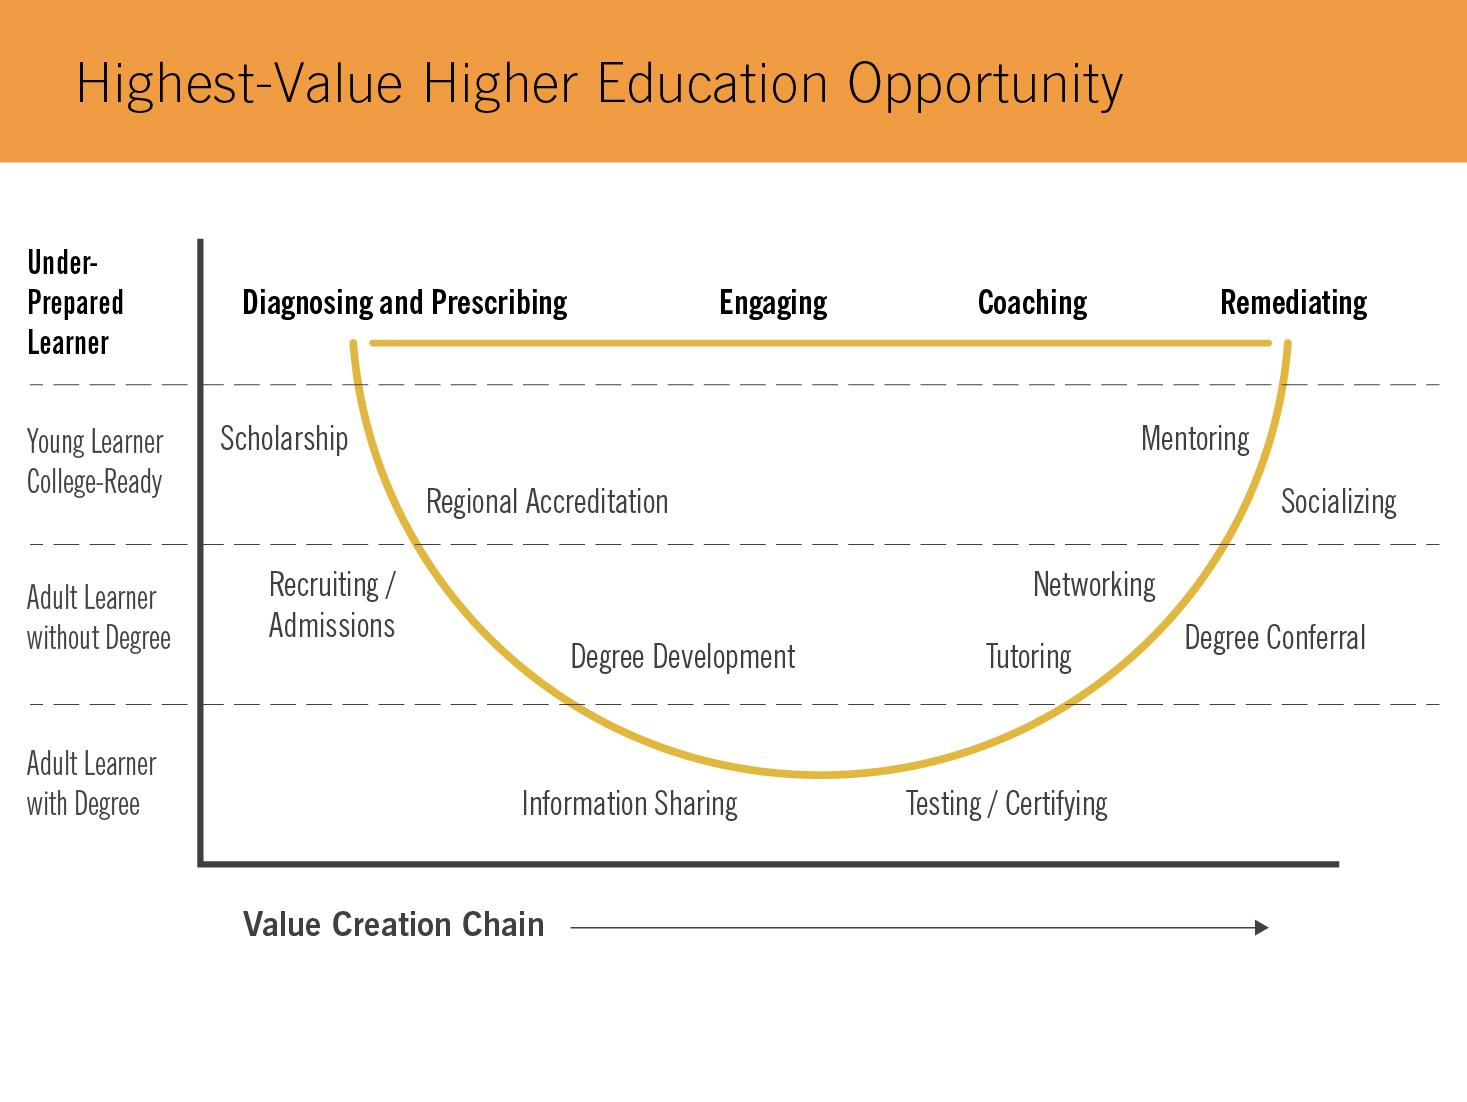 Highest-Value Higher Education Opportunity
Under-
Prepared
Learner
Diagnosing and Prescribing
Engaging
Coaching
Remediating
Young Learner
College-Ready
Scholarship
Mentoring
Regional Accreditation
Socializing
Adult Learner
without Degree
Recruiting /
Admissions
Networking
Degree Development
Tutoring
Degree Conferral
Adult Learner
with Degree
Information Sharing
Testing / Certifying
Value Creation Chain